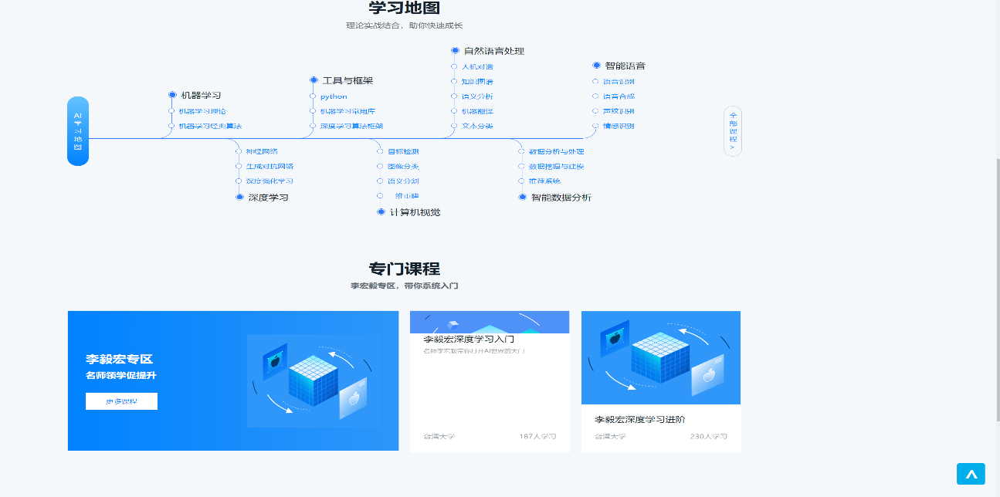 学习地图
理论实战结合，助你快速成长
AI学习地图
机器学习
机器学习理论
机器学习经典算法
工具与框架
python
机器学习常用库
深度学习算法框架
自然语言处理
人机对话
知识图谱
语义分析
机器翻译
文本分类
智能语音
语音识别
语音合成
声纹识别
情感识别
全部课程 >
神经网络
生成对抗网络
深度强化学习
深度学习
目标检测
图像分类
语义分割
三维重建
计算机视觉
数据分析与处理
数据挖掘与建模
推荐系统
智能数据分析
专门课程
李宏毅专区，带你系统入门
李毅宏专区
名师领学促提升
更多课程
李毅宏深度学习入门
名师李宏毅带你打开AI世界的大门
台湾大学
187人学习
李毅宏深度学习进阶
台湾大学
230人学习